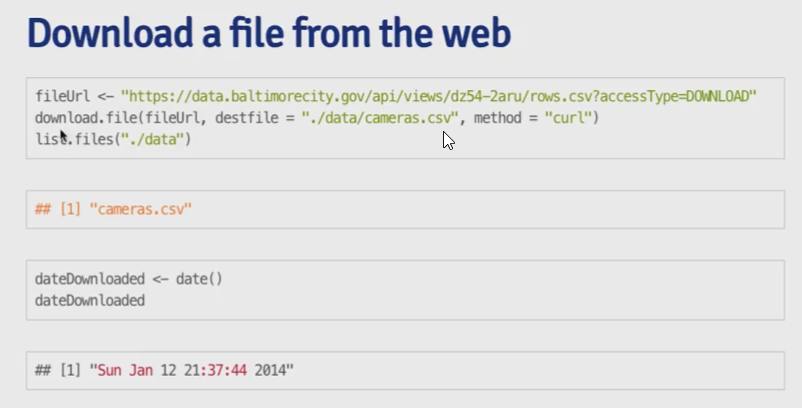 Download a file from the web
fileUrl <- "https://data.baltimorecity.gov/api/views/dz54-2aru/rows.csv?accessType=DOWNLOAD"
download.file(fileUrl, destfile = "./data/cameras.csv", method = "curl")
list.files("./data")
## [1] "cameras.csv"
dateDownloaded <- date()
dateDownloaded
## [1] "Sun Jan 12 21:37:44 2014"